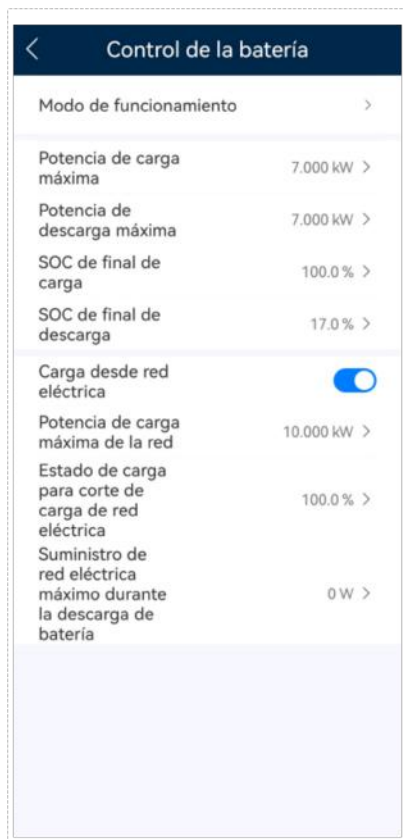 Control de la batería
Modo de funcionamiento
Potencia de carga
máxima
7.000 kW
Potencia de
descarga máxima
7.000 kW
SOC de final de
carga
100.0 %
SOC de final de
descarga
17.0 %
Carga desde red
eléctrica
Potencia de carga
máxima de la red
10.000 kW
Estado de carga
para corte de
carga de red
eléctrica
100.0 %
Suministro de
red eléctrica
máximo durante
la descarga de
batería
0 W